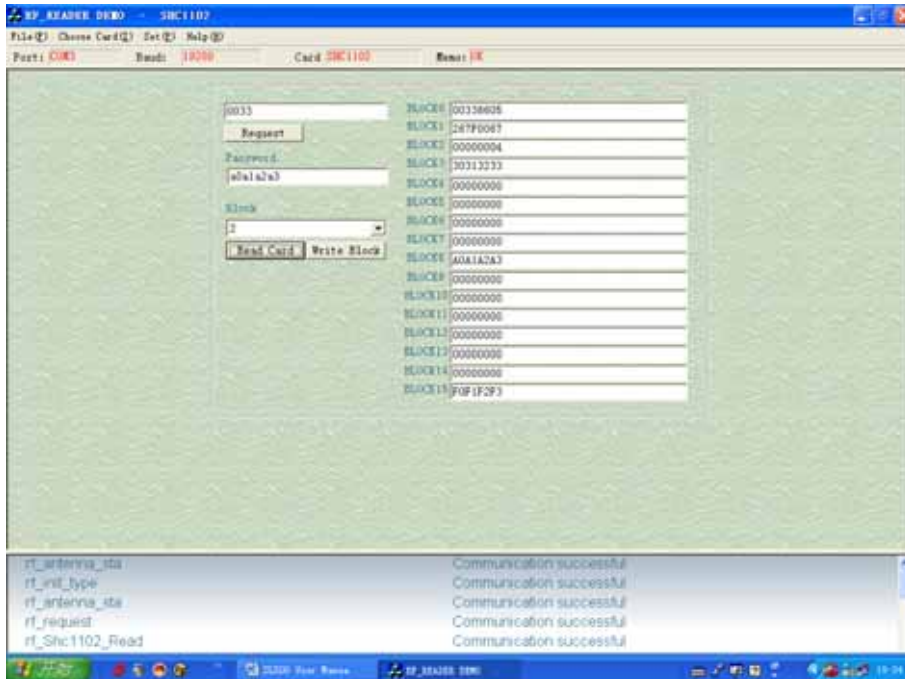 RF_READER DEMO - SHC1102
File(F) Choose Card(C) Set(S) Help(H)
Port: COM3 Baud: 19200 Card SHC1102 Memo: OK
0033
Request
Password
a0a1a2a3
Block
2
Read Card Write Block
BLOCK0 00338605
BLOCK1 267F0067
BLOCK2 00000004
BLOCK3 30313233
BLOCK4 00000000
BLOCK5 00000000
BLOCK6 00000000
BLOCK7 00000000
BLOCK8 A0A1A2A3
BLOCK9 00000000
BLOCK10 00000000
BLOCK11 00000000
BLOCK12 00000000
BLOCK13 00000000
BLOCK14 00000000
BLOCK15 F0F1F2F3
rf_antenna_sta Communication successful
rf_init_type Communication successful
rf_antenna_sta Communication successful
rf_request Communication successful
rf_Shc1102_Read Communication successful
开始 User RF_READER DEMO